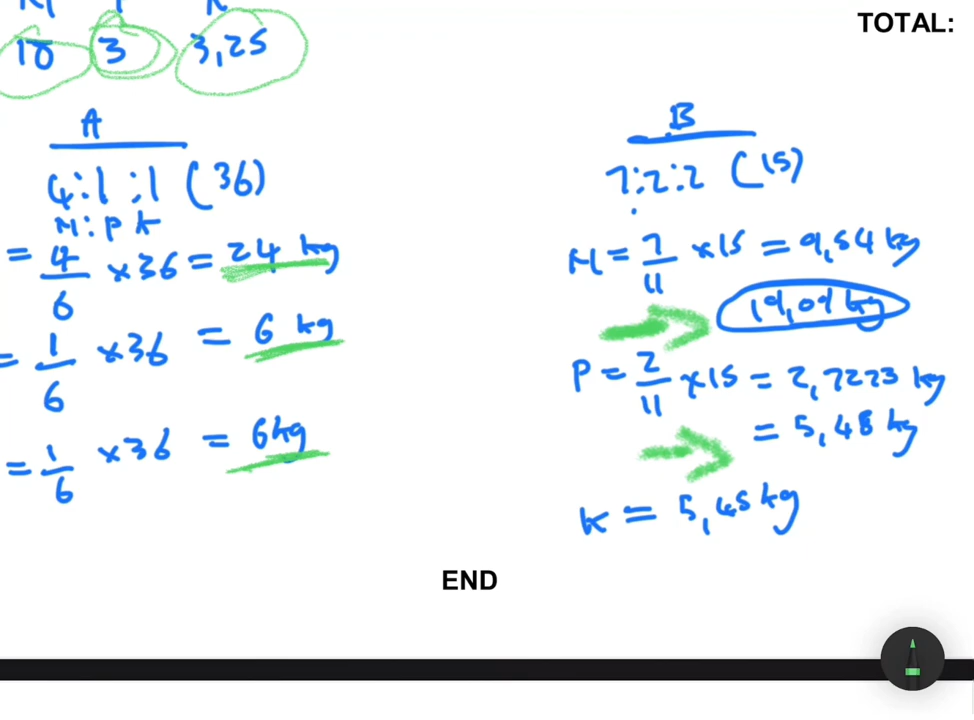 TOTAL:
10 3 3,25
A
4:1:1 (36)
M:P K
= 4/6 ×36 = 24 kg
= 1/6 ×36 = 6 kg
= 1/6 ×36 = 6kg
B
7:2:2 (15)
M = 7/11 ×15 = 9,54 kg
19,09 kg
P = 2/11 ×15 = 2,7273 kg
= 5,45 kg
K = 5,45 kg
END